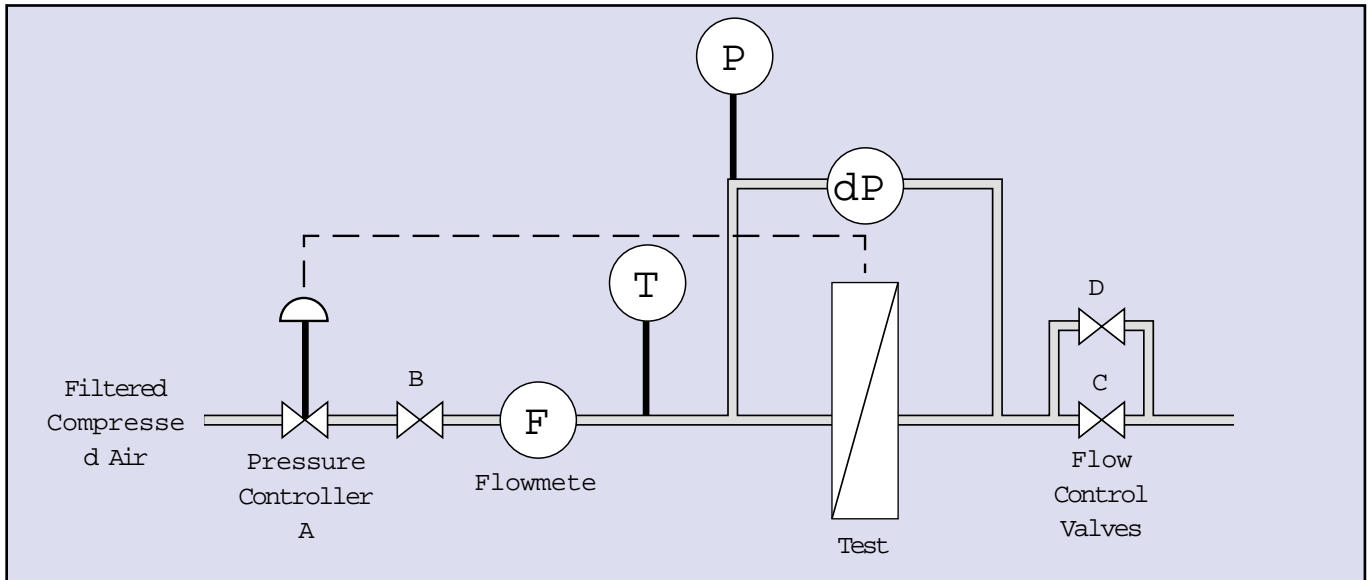 P
dP
T
D
B
C
Filtered
Compresse
d Air
F
Pressure
Controller
A
Flowmete
Flow
Control
Valves
Test